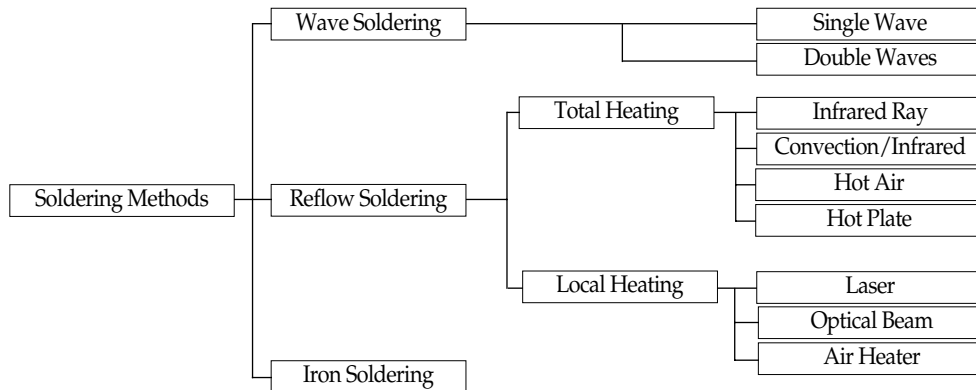 Wave Soldering
Single Wave
Double Waves
Total Heating
Infrared Ray
Convection/Infrared
Hot Air
Hot Plate
Soldering Methods
Reflow Soldering
Local Heating
Laser
Optical Beam
Air Heater
Iron Soldering